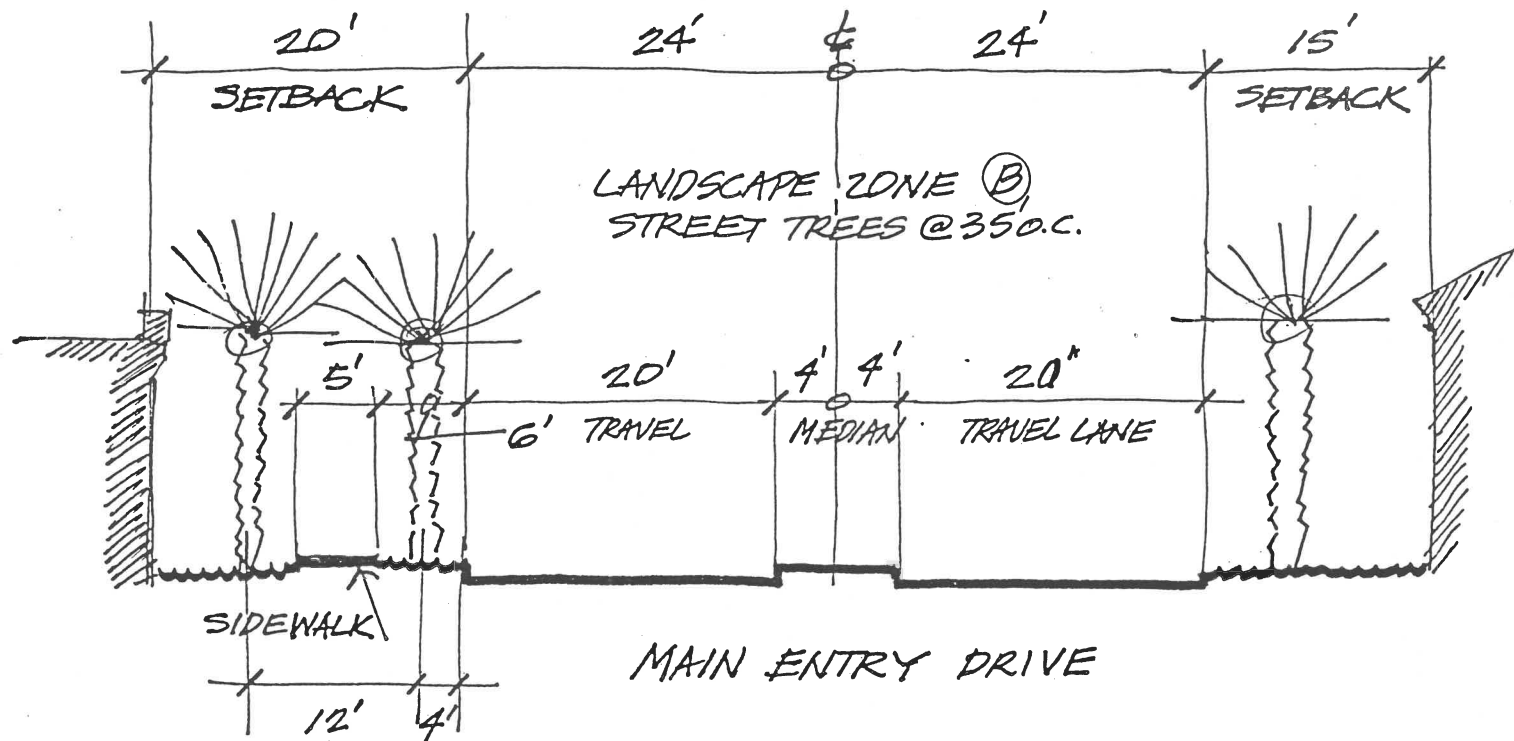 20' 24' ℄ 24' 15'
SETBACK SETBACK
LANDSCAPE ZONE B
STREET TREES @ 35' O.C.
5' 20' 4' 4' 20"
6' TRAVEL MEDIAN TRAVEL LANE
SIDEWALK
MAIN ENTRY DRIVE
12' 4'